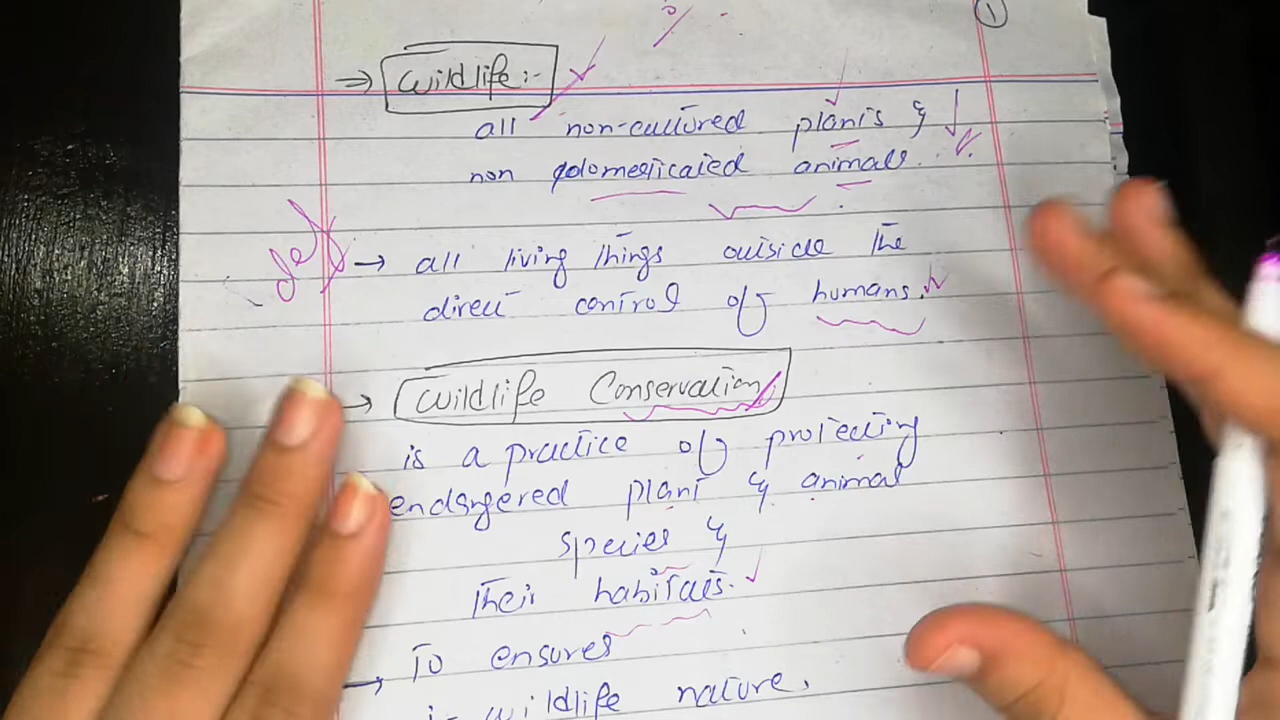 1
→ Wildlife:-
all non-cultured plants &
non domesticated animals.
def → all living things outside the
direct control of humans.
→ Wildlife Conservation
is a practice of protecting
endangered plant & animal
species &
their habitats.
→ To ensures
i- wildlife nature.